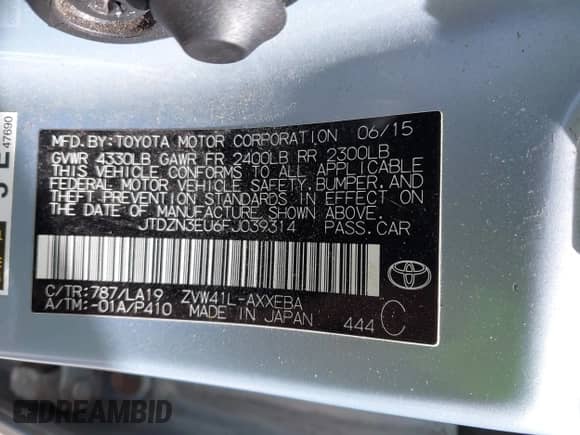 MFD.BY:TOYOTA MOTOR CORPORATION 06/15
GVWR 4330LB GAWR FR 2400LB RR 2300LB
THIS VEHICLE CONFORMS TO ALL APPLICABLE
FEDERAL MOTOR VEHICLE SAFETY,BUMPER,AND
THEFT PREVENTION STANDARDS IN EFFECT ON
THE DATE OF MANUFACTURE SHOWN ABOVE.
JTDZN3EU6FJ039314 PASS.CAR
C/TR:787/LA19 ZVW41L-AXXEBA
A/TM:-01A/P410 MADE IN JAPAN 444 C
TOYOTA
47690
DREAMBID